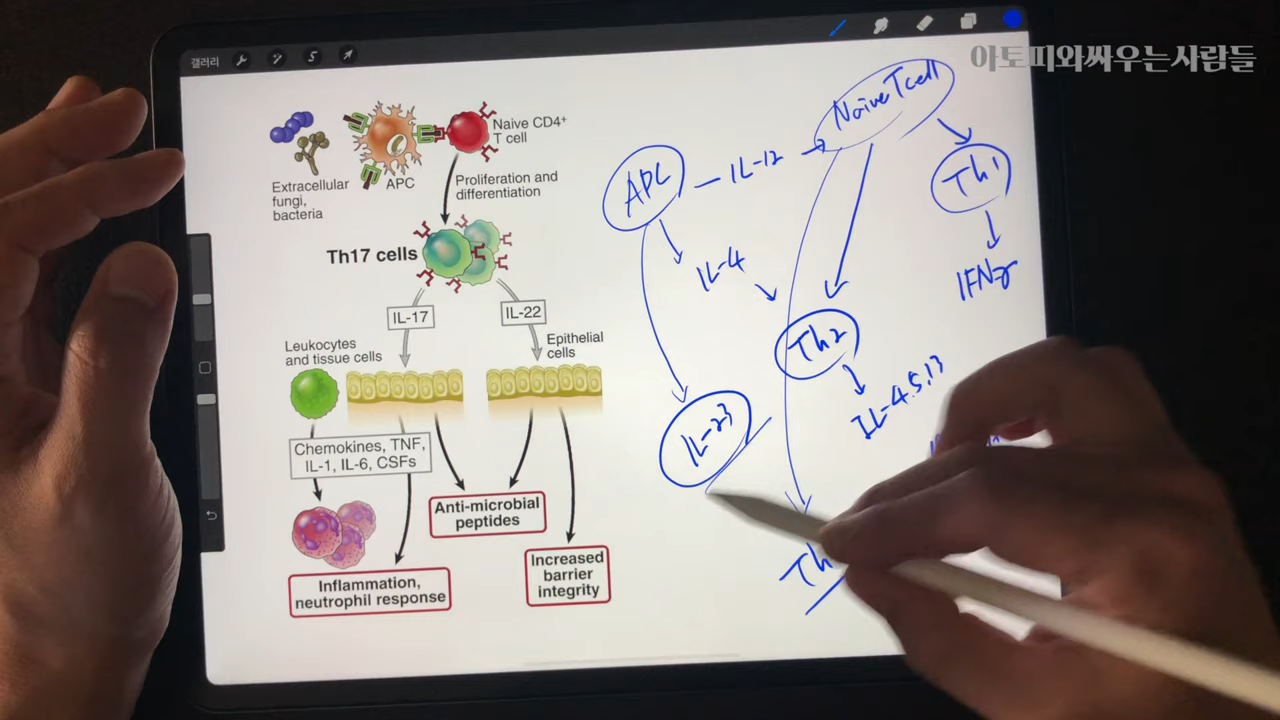 갤러리
아토피와싸우는사람들
Extracellular
fungi,
bacteria
APC
Naive CD4+
T cell
Proliferation and
differentiation
Th17 cells
IL-17
IL-22
Leukocytes
and tissue cells
Epithelial
cells
Chemokines, TNF,
IL-1, IL-6, CSFs
Anti-microbial
peptides
Inflammation,
neutrophil response
Increased
barrier
integrity
Naive T cell
APC
IL-12
Th1
IFNγ
IL-4
Th2
IL-4.5.13
IL-23
Th